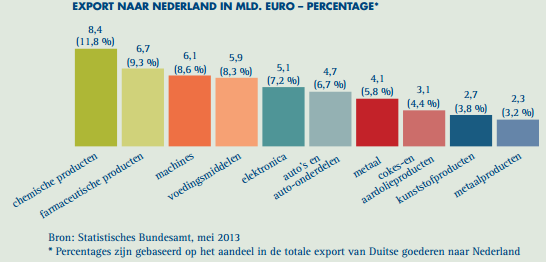 EXPORT NAAR NEDERLAND IN MLD. EURO – PERCENTAGE*
8,4
(11,8 %)
6,7
(9,3 %)
6,1
(8,6 %)
5,9
(8,3 %)
5,1
(7,2 %)
4,7
(6,7 %)
4,1
(5,8 %)
3,1
(4,4 %)
2,7
(3,8 %)
2,3
(3,2 %)
chemische producten
farmaceutische producten
machines
voedingsmiddelen
elektronica
auto's en
auto-onderdelen
metaal
cokes-en
aardolieproducten
kunststofproducten
metaalproducten
Bron: Statistisches Bundesamt, mei 2013
* Percentages zijn gebaseerd op het aandeel in de totale export van Duitse goederen naar Nederland